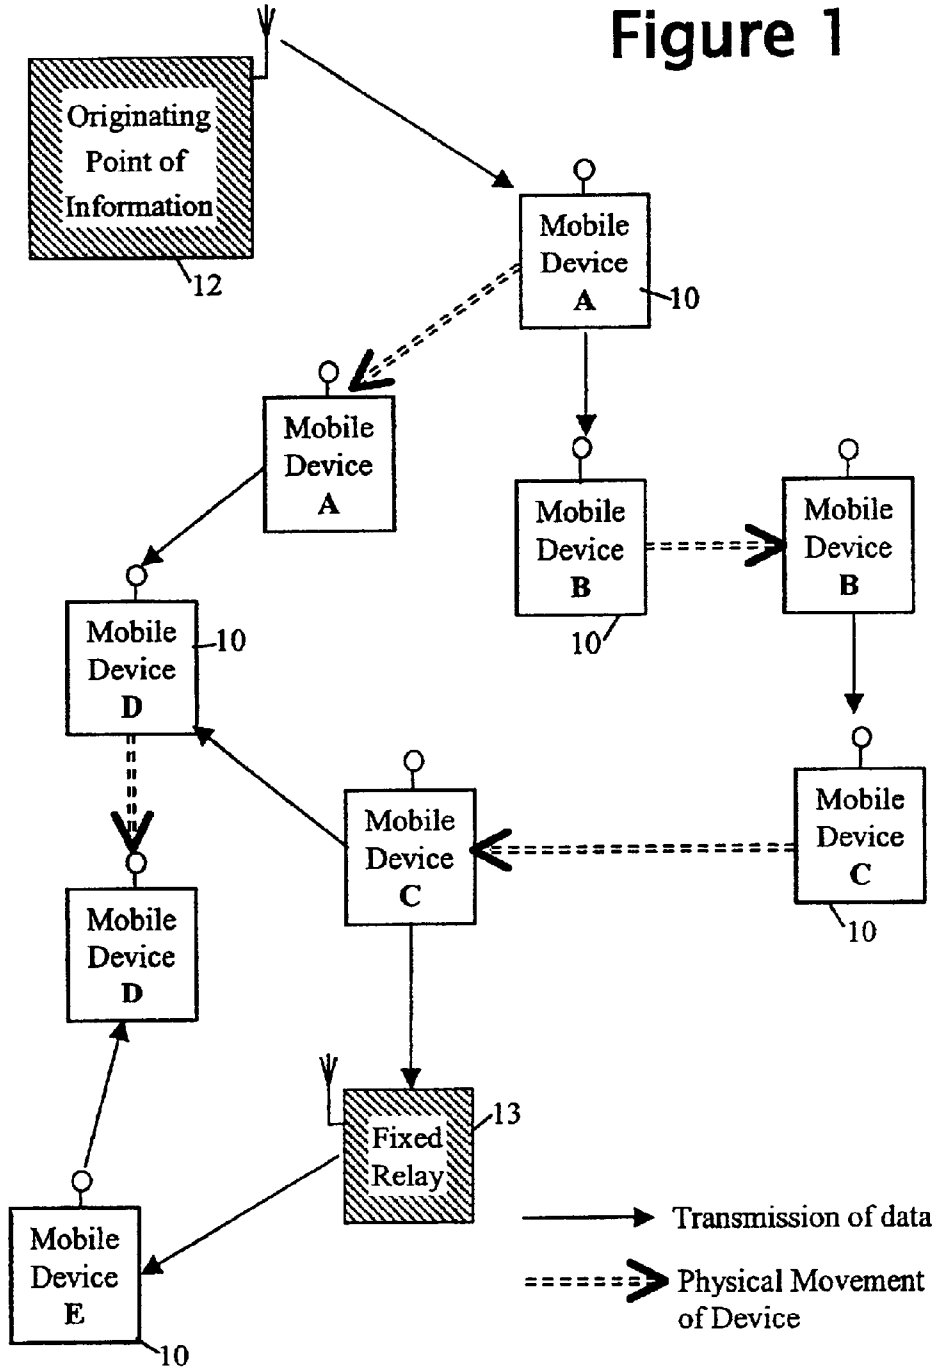 Figure 1
Originating
Point of
Information
12
Mobile
Device
A
10
Mobile
Device
A
Mobile
Device
B
10
Mobile
Device
B
Mobile
Device
D
10
Mobile
Device
C
Mobile
Device
C
10
Mobile
Device
D
Fixed
Relay
13
Mobile
Device
E
10
Transmission of data
Physical Movement
of Device